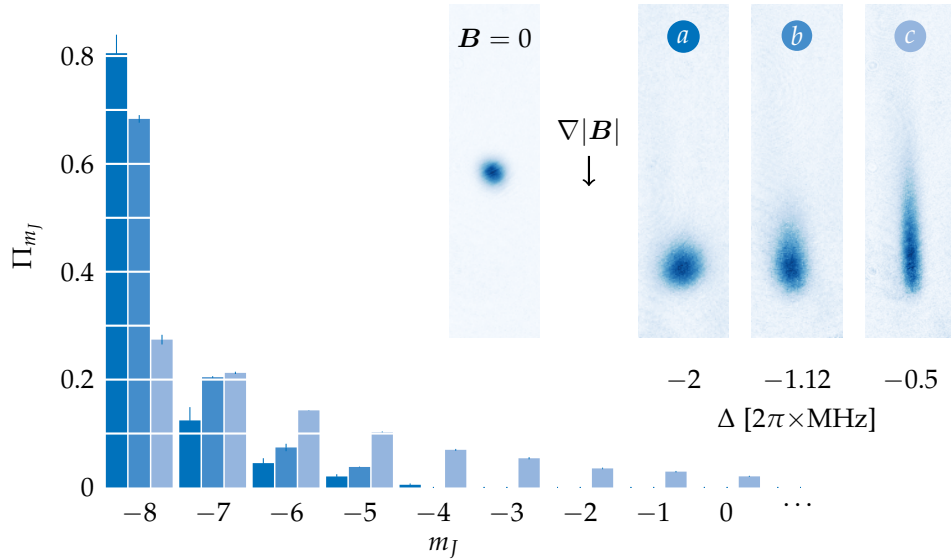 B = 0
a
b
c
∇|B|
↓
0.8
0.6
0.4
0.2
0
Π_{m_J}
−2 −1.12 −0.5
Δ [2π×MHz]
−8 −7 −6 −5 −4 −3 −2 −1 0 ⋯
m_J